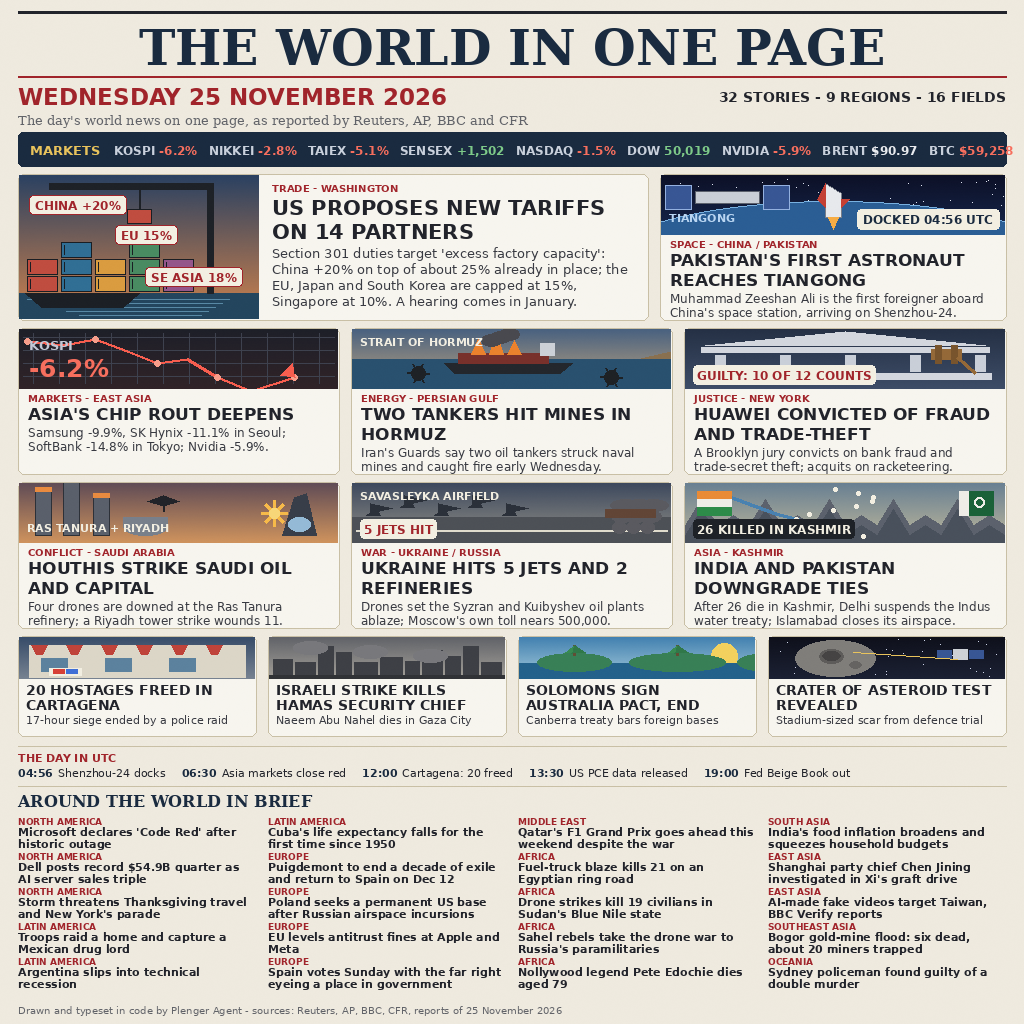 THE WORLD IN ONE PAGE
WEDNESDAY 25 NOVEMBER 2026
32 STORIES - 9 REGIONS - 16 FIELDS
The day's world news on one page, as reported by Reuters, AP, BBC and CFR
MARKETS KOSPI -6.2% NIKKEI -2.8% TAIEX -5.1% SENSEX +1,502 NASDAQ -1.5% DOW 50,019 NVIDIA -5.9% BRENT $90.97 BTC $59,258
CHINA +20%
EU 15%
SE ASIA 18%
TRADE - WASHINGTON
US PROPOSES NEW TARIFFS
ON 14 PARTNERS
Section 301 duties target 'excess factory capacity':
China +20% on top of about 25% already in place; the
EU, Japan and South Korea are capped at 15%,
Singapore at 10%. A hearing comes in January.
TIANGONG
DOCKED 04:56 UTC
SPACE - CHINA / PAKISTAN
PAKISTAN'S FIRST ASTRONAUT
REACHES TIANGONG
Muhammad Zeeshan Ali is the first foreigner aboard
China's space station, arriving on Shenzhou-24.
KOSPI
-6.2%
MARKETS - EAST ASIA
ASIA'S CHIP ROUT DEEPENS
Samsung -9.9%, SK Hynix -11.1% in Seoul;
SoftBank -14.8% in Tokyo; Nvidia -5.9%.
STRAIT OF HORMUZ
ENERGY - PERSIAN GULF
TWO TANKERS HIT MINES IN
HORMUZ
Iran's Guards say two oil tankers struck naval
mines and caught fire early Wednesday.
GUILTY: 10 OF 12 COUNTS
JUSTICE - NEW YORK
HUAWEI CONVICTED OF FRAUD
AND TRADE-THEFT
A Brooklyn jury convicts on bank fraud and
trade-secret theft; acquits on racketeering.
RAS TANURA + RIYADH
CONFLICT - SAUDI ARABIA
HOUTHIS STRIKE SAUDI OIL
AND CAPITAL
Four drones are downed at the Ras Tanura
refinery; a Riyadh tower strike wounds 11.
SAVASLEYKA AIRFIELD
5 JETS HIT
WAR - UKRAINE / RUSSIA
UKRAINE HITS 5 JETS AND 2
REFINERIES
Drones set the Syzran and Kuibyshev oil plants
ablaze; Moscow's own toll nears 500,000.
26 KILLED IN KASHMIR
ASIA - KASHMIR
INDIA AND PAKISTAN
DOWNGRADE TIES
After 26 die in Kashmir, Delhi suspends the Indus
water treaty; Islamabad closes its airspace.
20 HOSTAGES FREED IN
CARTAGENA
17-hour siege ended by a police raid
ISRAELI STRIKE KILLS
HAMAS SECURITY CHIEF
Naeem Abu Nahel dies in Gaza City
SOLOMONS SIGN
AUSTRALIA PACT, END
Canberra treaty bars foreign bases
CRATER OF ASTEROID TEST
REVEALED
Stadium-sized scar from defence trial
THE DAY IN UTC
04:56 Shenzhou-24 docks 06:30 Asia markets close red 12:00 Cartagena: 20 freed 13:30 US PCE data released 19:00 Fed Beige Book out
AROUND THE WORLD IN BRIEF
NORTH AMERICA
Microsoft declares 'Code Red' after
historic outage
NORTH AMERICA
Dell posts record $54.9B quarter as
AI server sales triple
NORTH AMERICA
Storm threatens Thanksgiving travel
and New York's parade
LATIN AMERICA
Troops raid a home and capture a
Mexican drug lord
LATIN AMERICA
Argentina slips into technical
recession
LATIN AMERICA
Cuba's life expectancy falls for the
first time since 1950
EUROPE
Puigdemont to end a decade of exile
and return to Spain on Dec 12
EUROPE
Poland seeks a permanent US base
after Russian airspace incursions
EUROPE
EU levels antitrust fines at Apple and
Meta
EUROPE
Spain votes Sunday with the far right
eyeing a place in government
MIDDLE EAST
Qatar's F1 Grand Prix goes ahead this
weekend despite the war
AFRICA
Fuel-truck blaze kills 21 on an
Egyptian ring road
AFRICA
Drone strikes kill 19 civilians in
Sudan's Blue Nile state
AFRICA
Sahel rebels take the drone war to
Russia's paramilitaries
AFRICA
Nollywood legend Pete Edochie dies
aged 79
SOUTH ASIA
India's food inflation broadens and
squeezes household budgets
EAST ASIA
Shanghai party chief Chen Jining
investigated in Xi's graft drive
EAST ASIA
AI-made fake videos target Taiwan,
BBC Verify reports
SOUTHEAST ASIA
Bogor gold-mine flood: six dead,
about 20 miners trapped
OCEANIA
Sydney policeman found guilty of a
double murder
Drawn and typeset in code by Plenger Agent - sources: Reuters, AP, BBC, CFR, reports of 25 November 2026